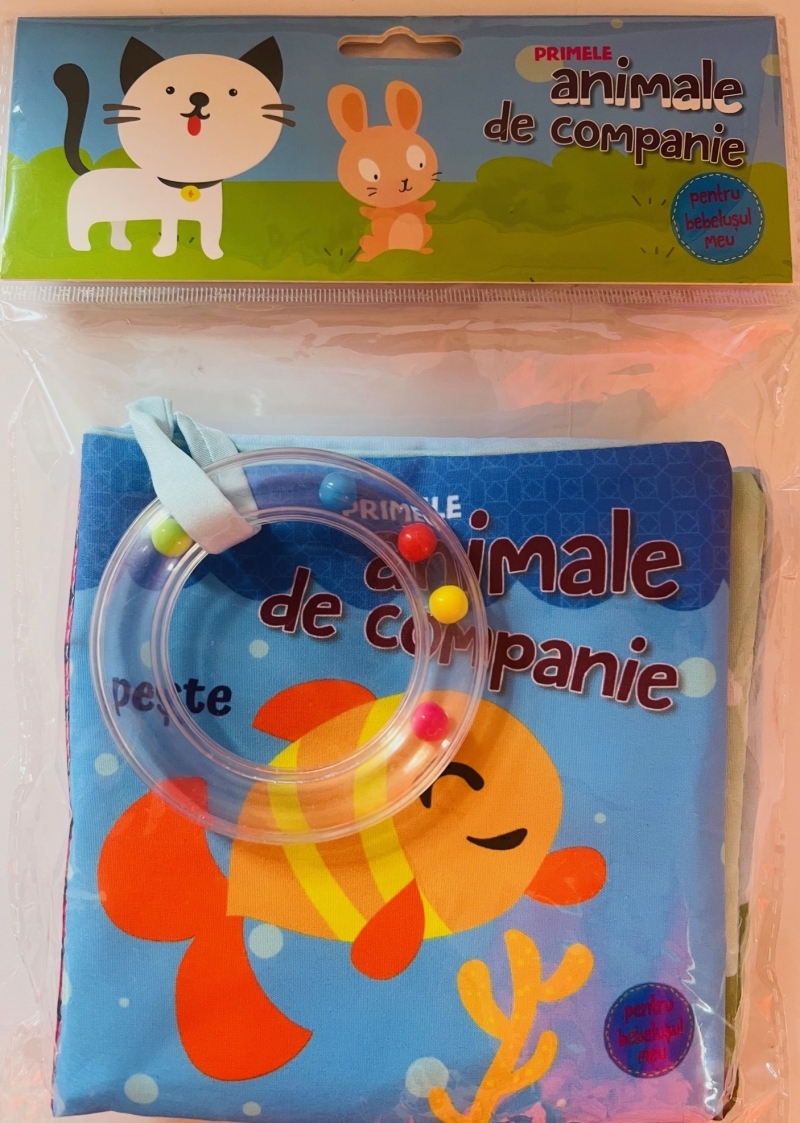 PRIMELE
animale
de companie
pentru
bebelușul
meu
PRIMELE
animale
de companie
pește
pentru
bebelușul
meu